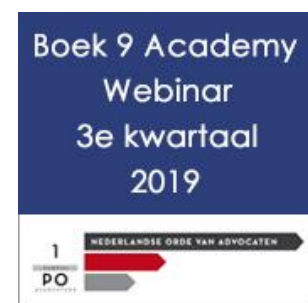 Boek 9 Academy
Webinar
3e kwartaal
2019
NEDERLANDSE ORDE VAN ADVOCATEN
1
PO